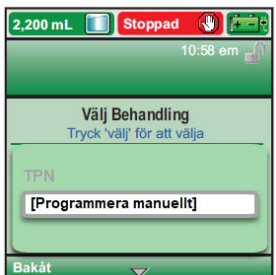 2,200 mL Stoppad
10:58 em
Välj Behandling
Tryck 'välj' för att välja
TPN
[Programmera manuellt]
Bakåt